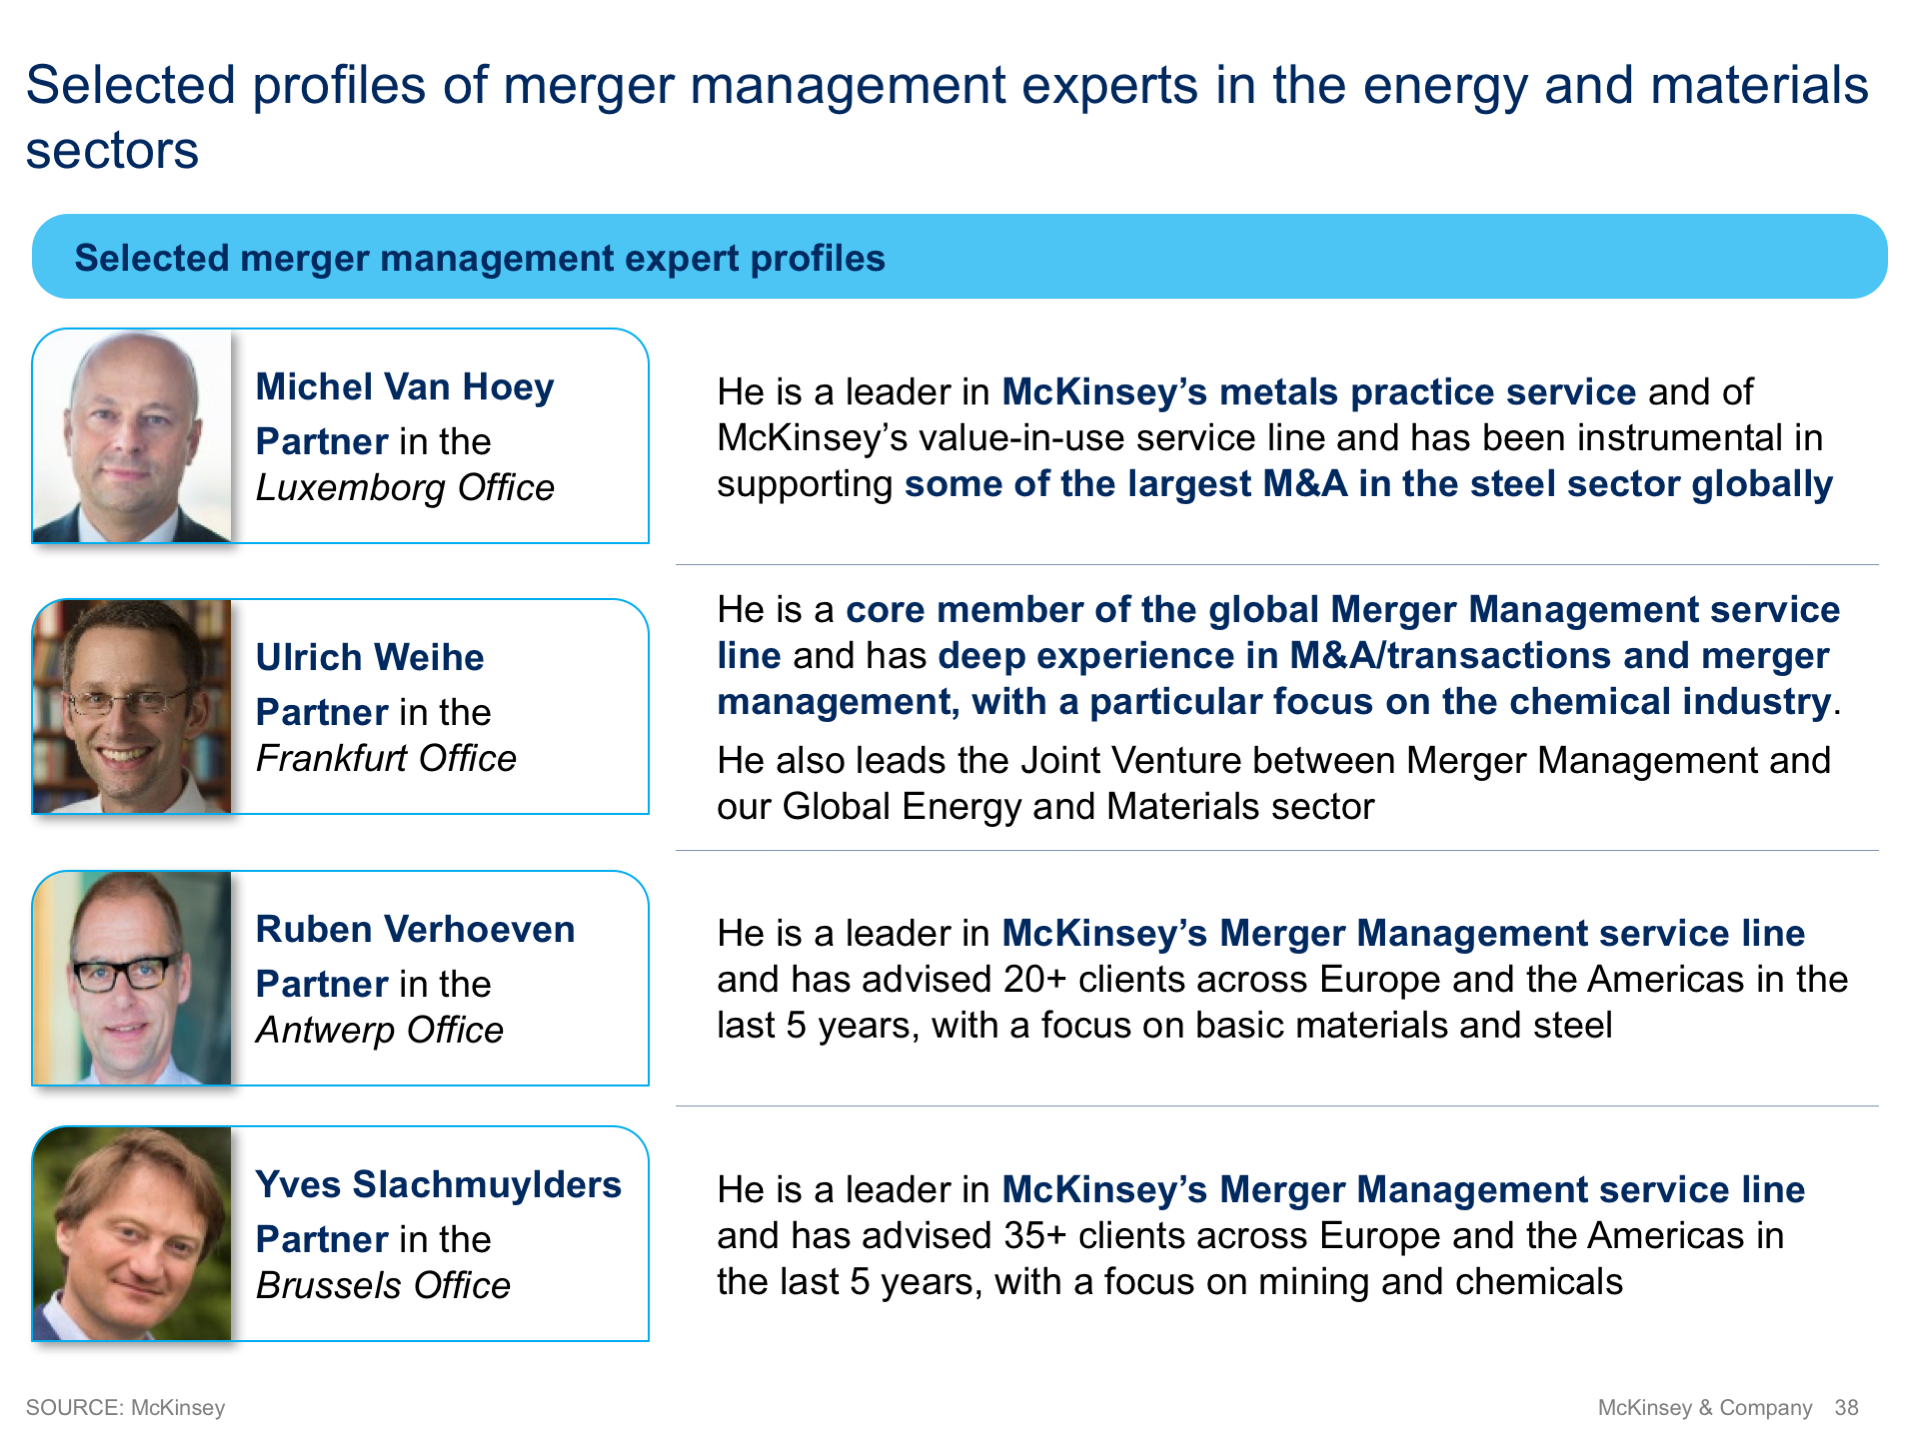 Selected profiles of merger management experts in the energy and materials
sectors
Selected merger management expert profiles
Michel Van Hoey
Partner in the
Luxemborg Office
He is a leader in McKinsey’s metals practice service and of
McKinsey’s value-in-use service line and has been instrumental in
supporting some of the largest M&A in the steel sector globally
Ulrich Weihe
Partner in the
Frankfurt Office
He is a core member of the global Merger Management service
line and has deep experience in M&A/transactions and merger
management, with a particular focus on the chemical industry.
He also leads the Joint Venture between Merger Management and
our Global Energy and Materials sector
Ruben Verhoeven
Partner in the
Antwerp Office
He is a leader in McKinsey’s Merger Management service line
and has advised 20+ clients across Europe and the Americas in the
last 5 years, with a focus on basic materials and steel
Yves Slachmuylders
Partner in the
Brussels Office
He is a leader in McKinsey’s Merger Management service line
and has advised 35+ clients across Europe and the Americas in
the last 5 years, with a focus on mining and chemicals
SOURCE: McKinsey
McKinsey & Company 38